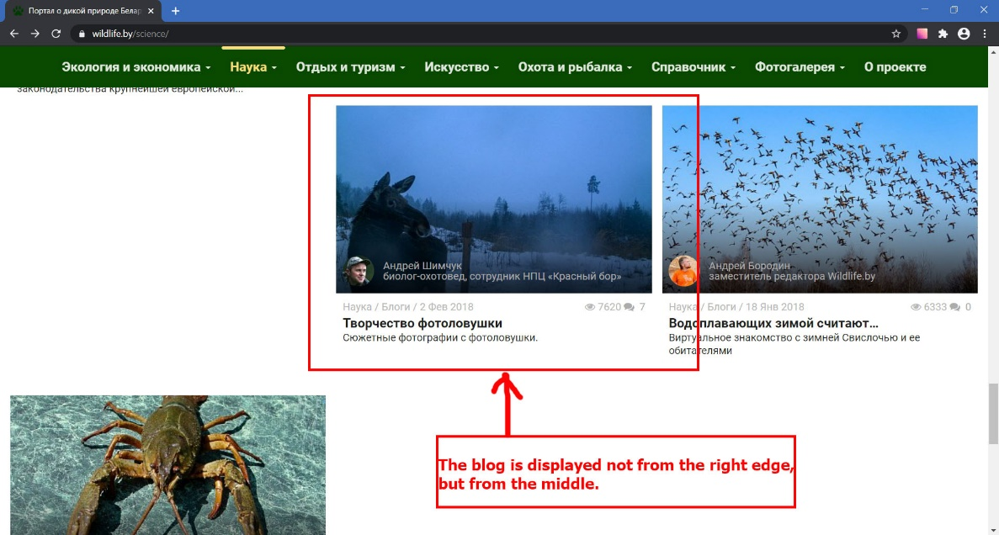 Портал о дикой природе Белар
wildlife.by/science/
Экология и экономика
Наука
Отдых и туризм
Искусство
Охота и рыбалка
Справочник
Фотогалерея
О проекте
законодательства крупнейшей европейской...
Андрей Шимчук
биолог-охотовед, сотрудник НПЦ «Красный бор»
Наука / Блоги / 2 Фев 2018 7620 7
Творчество фотоловушки
Сюжетные фотографии с фотоловушки.
Андрей Бородин
заместитель редактора Wildlife.by
Наука / Блоги / 18 Янв 2018 6333 0
Водоплавающих зимой считают...
Виртуальное знакомство с зимней Свислочью и ее
обитателями
The blog is displayed not from the right edge,
but from the middle.